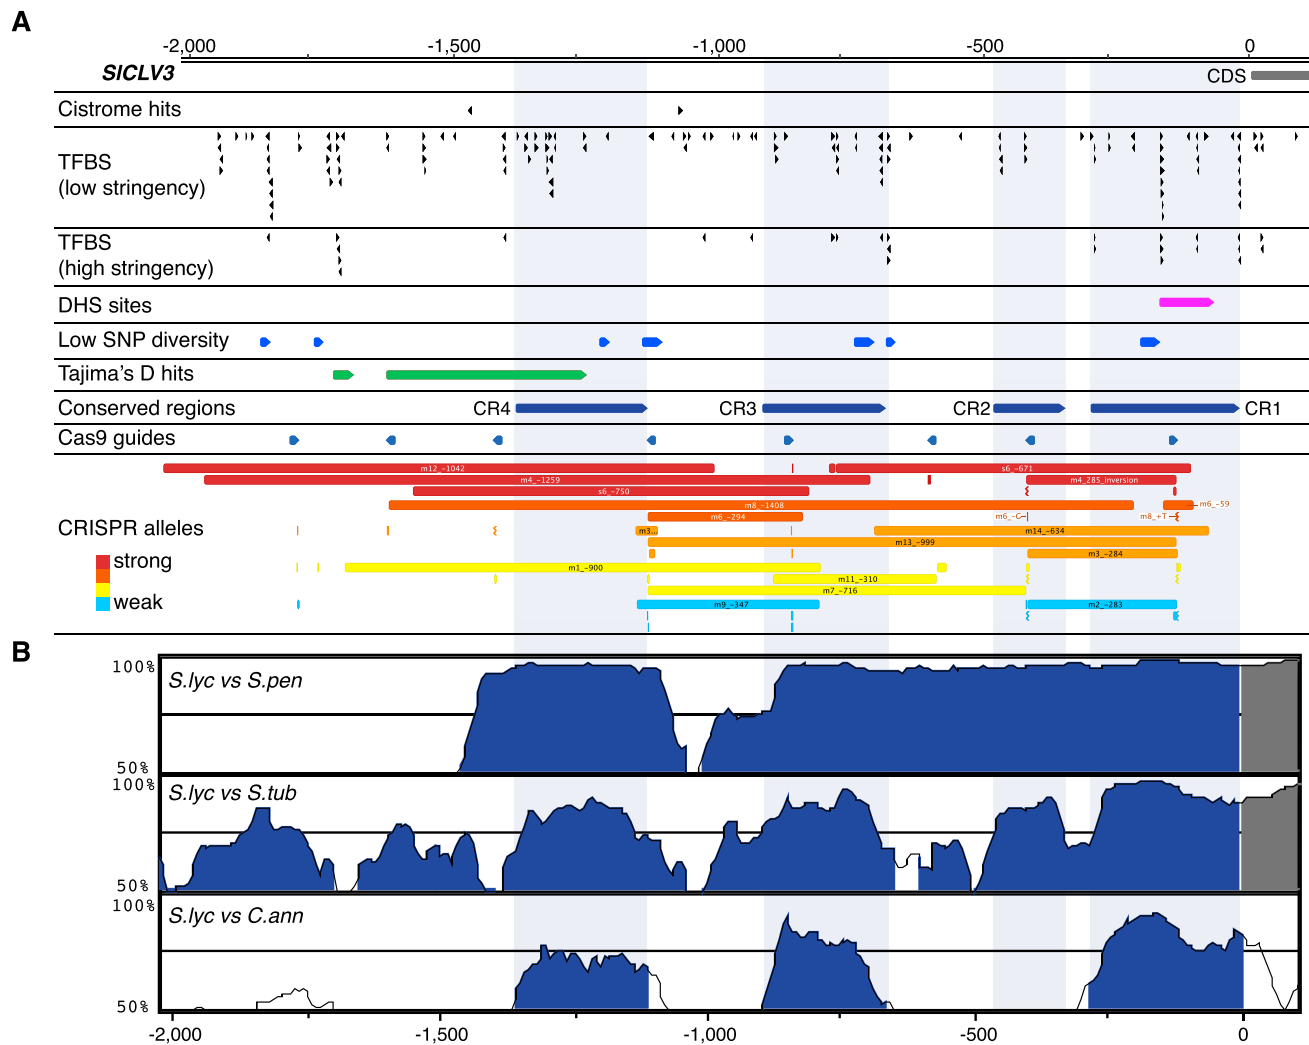 A
-2,000 -1,500 -1,000 -500 0
SlCLV3
CDS
Cistrome hits
TFBS
(low stringency)
TFBS
(high stringency)
DHS sites
Low SNP diversity
Tajima's D hits
Conserved regions CR4 CR3 CR2 CR1
Cas9 guides
m12_-1042 s6_-671
m4_-1259 m4_285_inversion
s6_-750
m8_-1408 m6_-59
m6_-294 m6_-C m8_+T
CRISPR alleles m3... m14_-634
m13_-999
m3_-284
strong
m1_-900
m11_-310
m7_-716
weak m9_-347 m2_-283
B
100%
S.lyc vs S.pen
50%
100%
S.lyc vs S.tub
50%
100%
S.lyc vs C.ann
50%
-2,000 -1,500 -1,000 -500 0